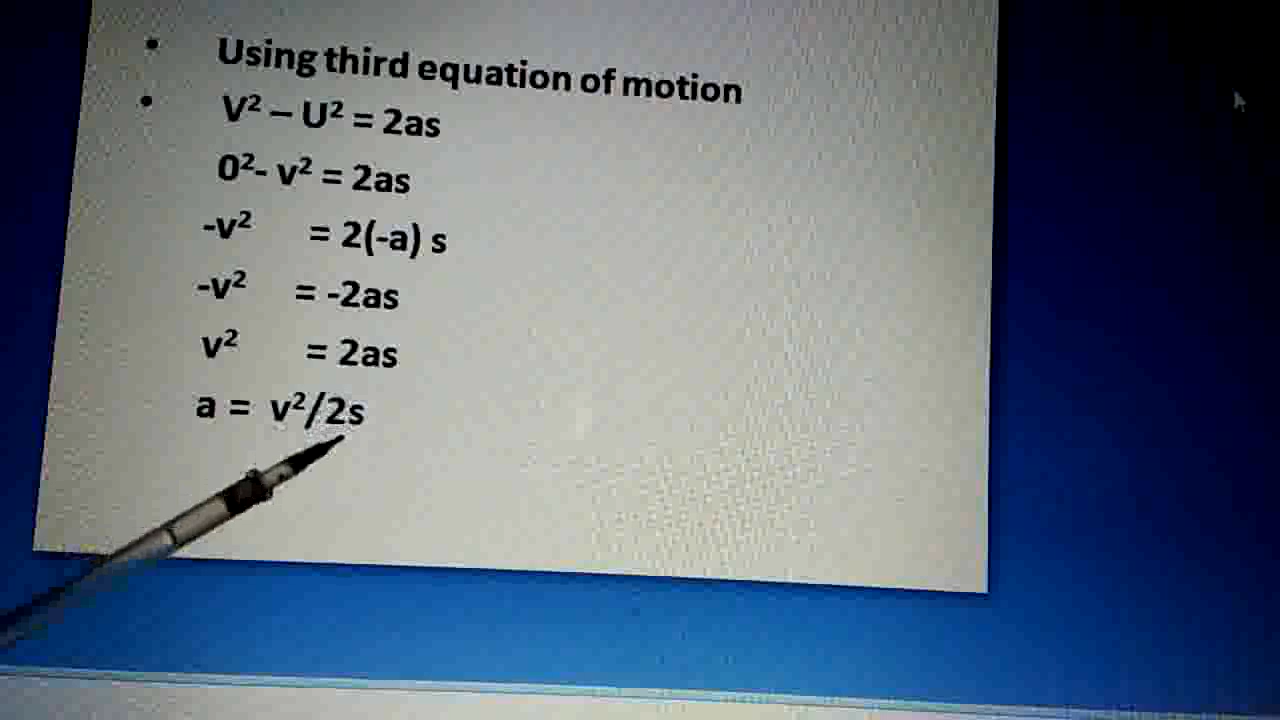 • Using third equation of motion
• V² – U² = 2as
0²- v² = 2as
-v² = 2(-a) s
-v² = -2as
v² = 2as
a = v²/2s